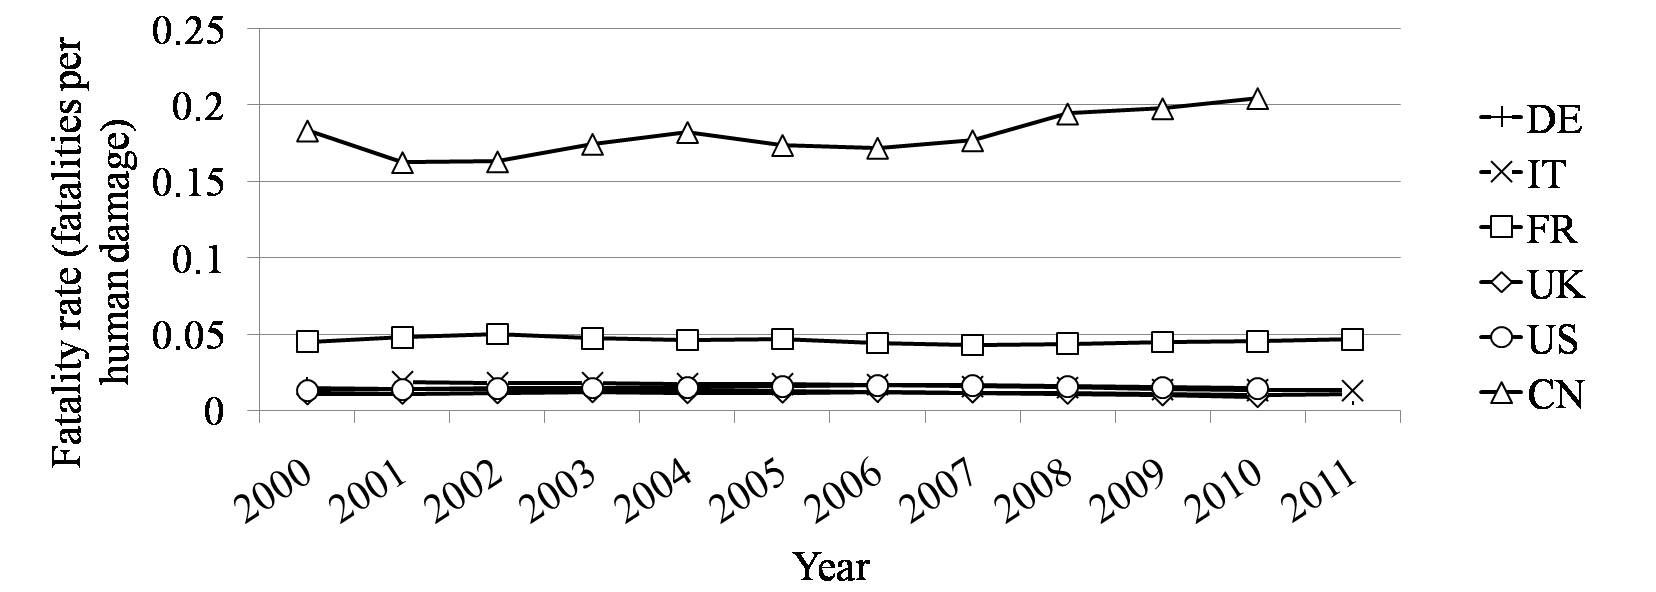 Fatality rate (fatalities per
human damage)
0.25
0.2
0.15
0.1
0.05
0
2000
2001
2002
2003
2004
2005
2006
2007
2008
2009
2010
2011
Year
DE
IT
FR
UK
US
CN